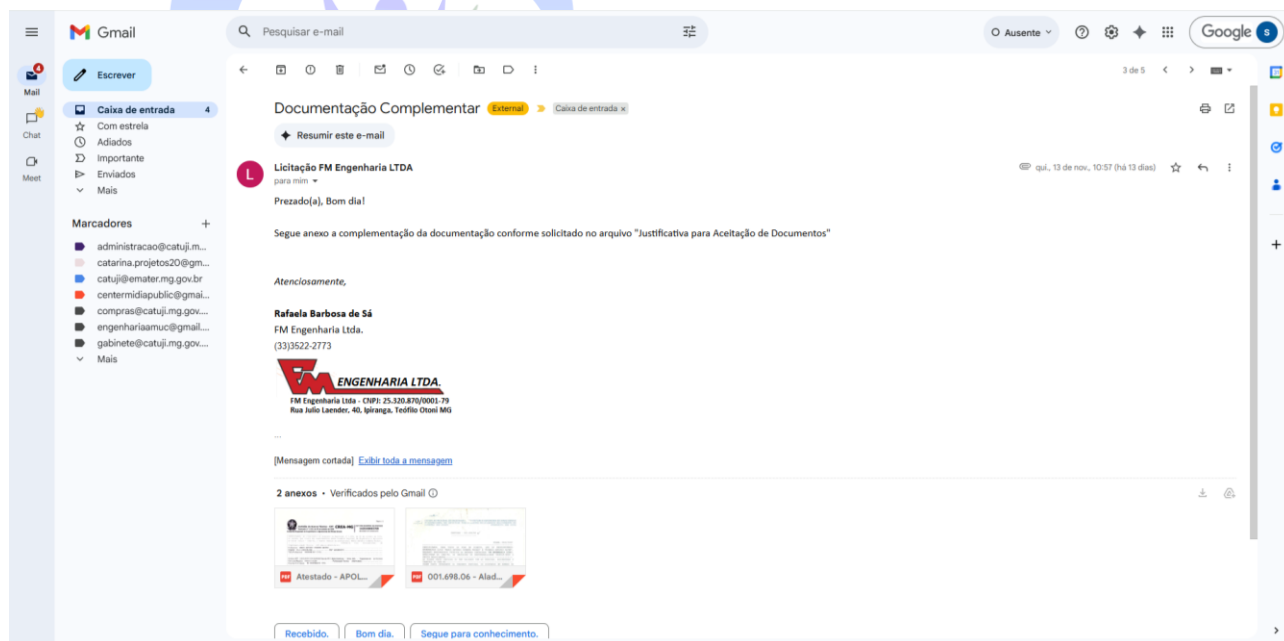 Gmail
Pesquisar e-mail
Ausente
Google
s
4
Mail
Chat
Meet
Escrever
Caixa de entrada 4
Com estrela
Adiados
Importante
Enviados
Mais
Marcadores
administracao@catuji.m...
catarina.projetos20@gm...
catuji@emater.mg.gov.br
centermidiapublic@gmai...
compras@catuji.mg.gov....
engenhariaamuc@gmail....
gabinete@catuji.mg.gov....
Mais
3 de 5
Documentação Complementar External Caixa de entrada x
Resumir este e-mail
L
Licitação FM Engenharia LTDA
qui., 13 de nov., 10:57 (há 13 dias)
para mim
Prezado(a), Bom dia!
Segue anexo a complementação da documentação conforme solicitado no arquivo "Justificativa para Aceitação de Documentos"
Atenciosamente,
Rafaela Barbosa de Sá
FM Engenharia Ltda.
(33)3522-2773
FM ENGENHARIA LTDA.
FM Engenharia Ltda - CNPJ: 25.320.870/0001-79
Rua Julio Laender, 40, Ipiranga, Teófilo Otoni MG
...
[Mensagem cortada] Exibir toda a mensagem
2 anexos • Verificados pelo Gmail
PDF Atestado - APOL...
PDF 001.698.06 - Alad...
Recebido.
Bom dia.
Segue para conhecimento.